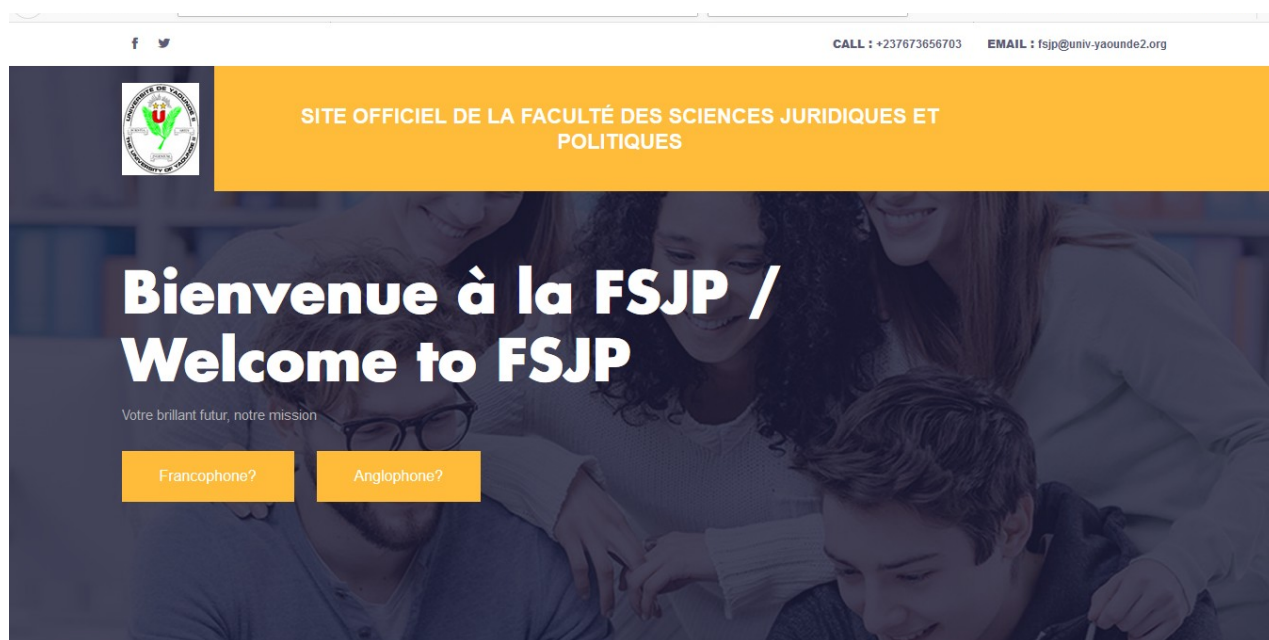 CALL : +237673656703 EMAIL : fsjp@univ-yaounde2.org
SITE OFFICIEL DE LA FACULTÉ DES SCIENCES JURIDIQUES ET
POLITIQUES
Bienvenue à la FSJP /
Welcome to FSJP
Votre brillant futur, notre mission
Francophone? Anglophone?